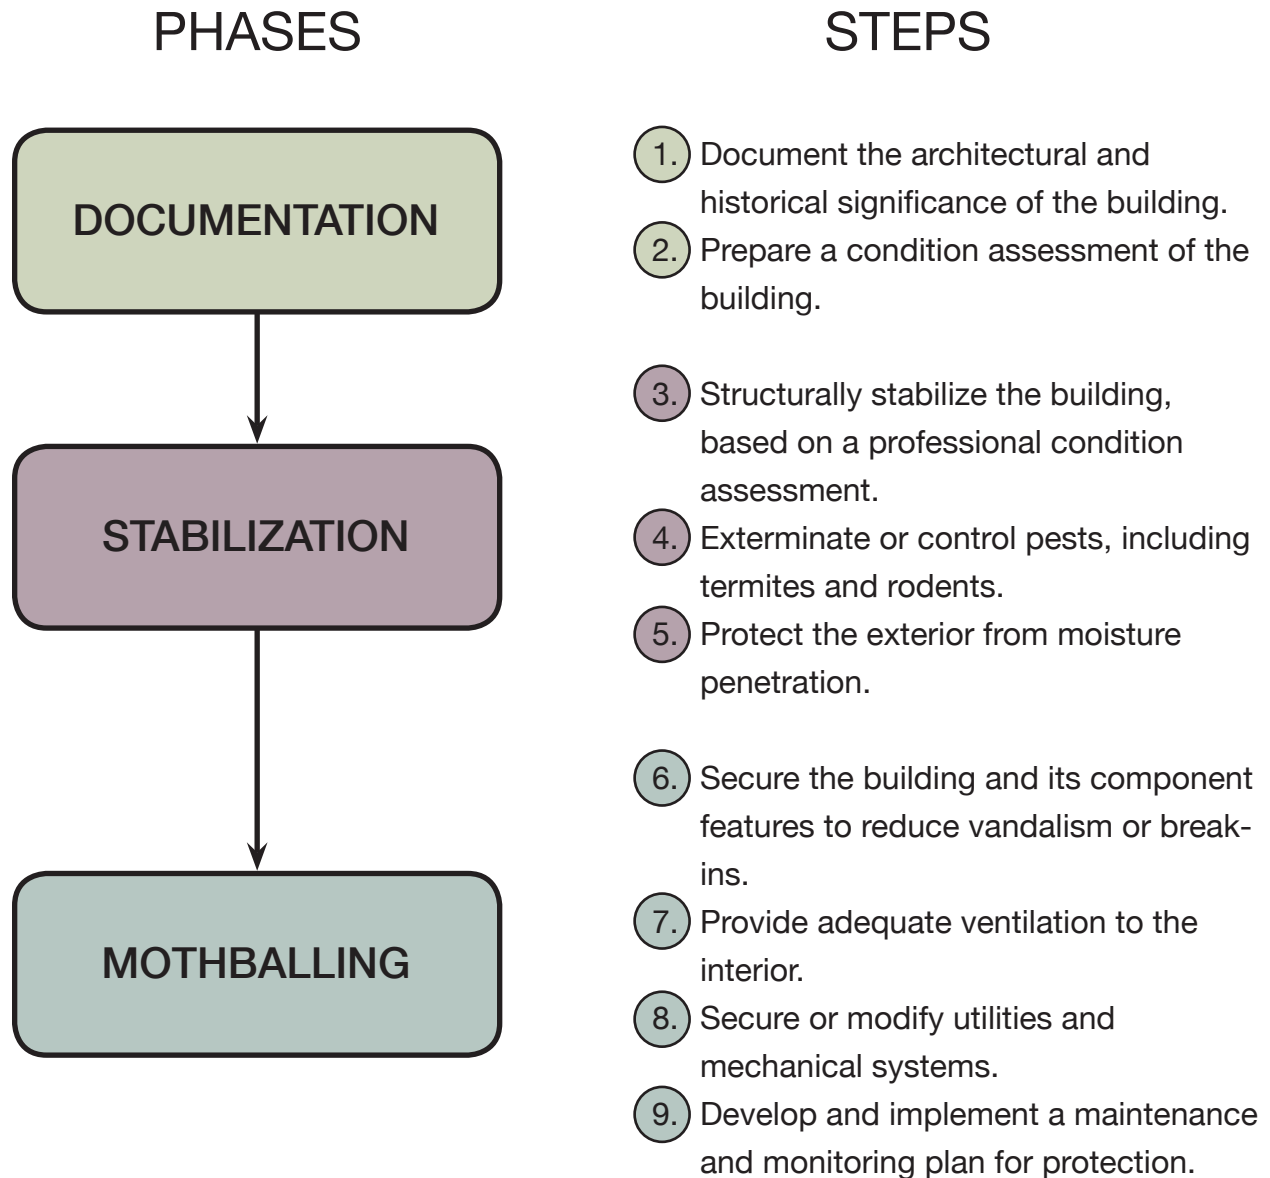 PHASES
STEPS
DOCUMENTATION
1. Document the architectural and
historical significance of the building.
2. Prepare a condition assessment of the
building.
STABILIZATION
3. Structurally stabilize the building,
based on a professional condition
assessment.
4. Exterminate or control pests, including
termites and rodents.
5. Protect the exterior from moisture
penetration.
MOTHBALLING
6. Secure the building and its component
features to reduce vandalism or break-
ins.
7. Provide adequate ventilation to the
interior.
8. Secure or modify utilities and
mechanical systems.
9. Develop and implement a maintenance
and monitoring plan for protection.